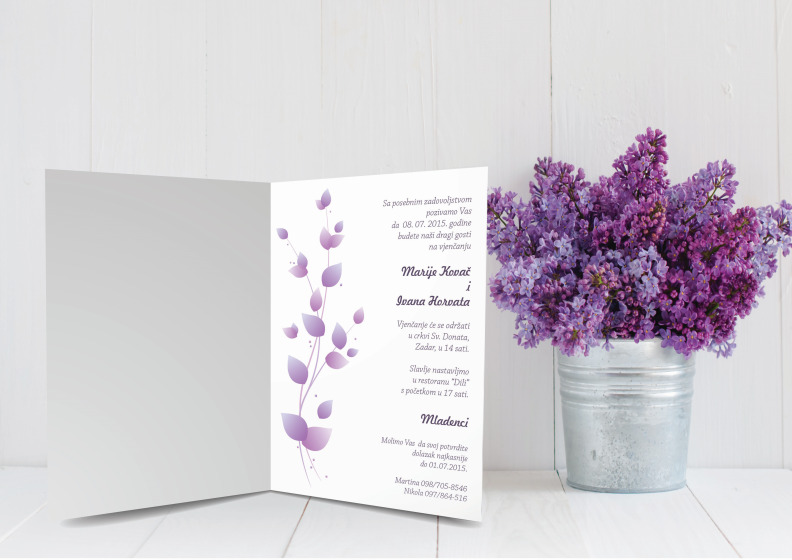 Sa posebnim zadovoljstvom
pozivamo Vas
da 08. 07. 2015. godine
budete naši dragi gosti
na vjenčanju
Marije Kovač
i
Ivana Horvata
Vjenčanje će se održati
u crkvi Sv. Donata,
Zadar, u 14 sati.
Slavlje nastavljmo
u restoranu "Dili"
s početkom u 17 sati.
Mladenci
Molimo Vas da svoj potvrdite
dolazak najkasnije
do 01.07.2015.
Martina 098/705-8546
Nikola 097/864-516